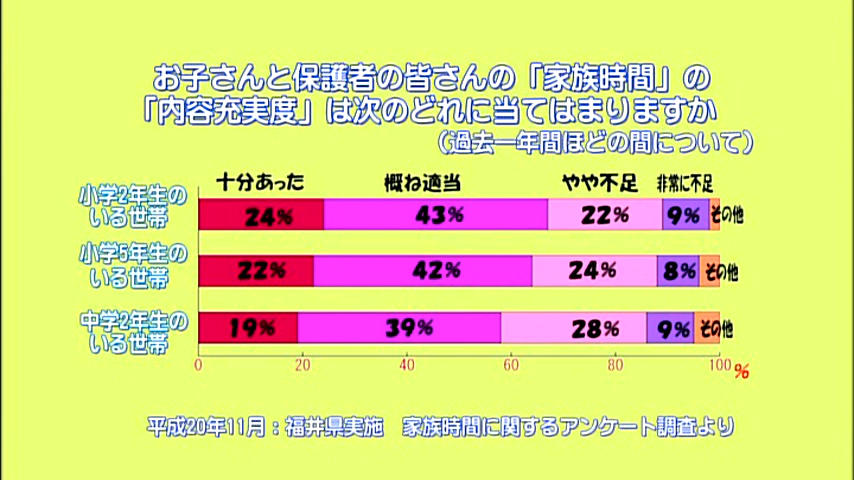 お子さんと保護者の皆さんの「家族時間」の
「内容充実度」は次のどれに当てはまりますか
（過去一年間ほどの間について）
十分あった 概ね適当 やや不足 非常に不足
小学2年生の
いる世帯
24% 43% 22% 9% その他
小学5年生の
いる世帯
22% 42% 24% 8% その他
中学2年生の
いる世帯
19% 39% 28% 9% その他
0 20 40 60 80 100 %
平成20年11月：福井県実施 家族時間に関するアンケート調査より